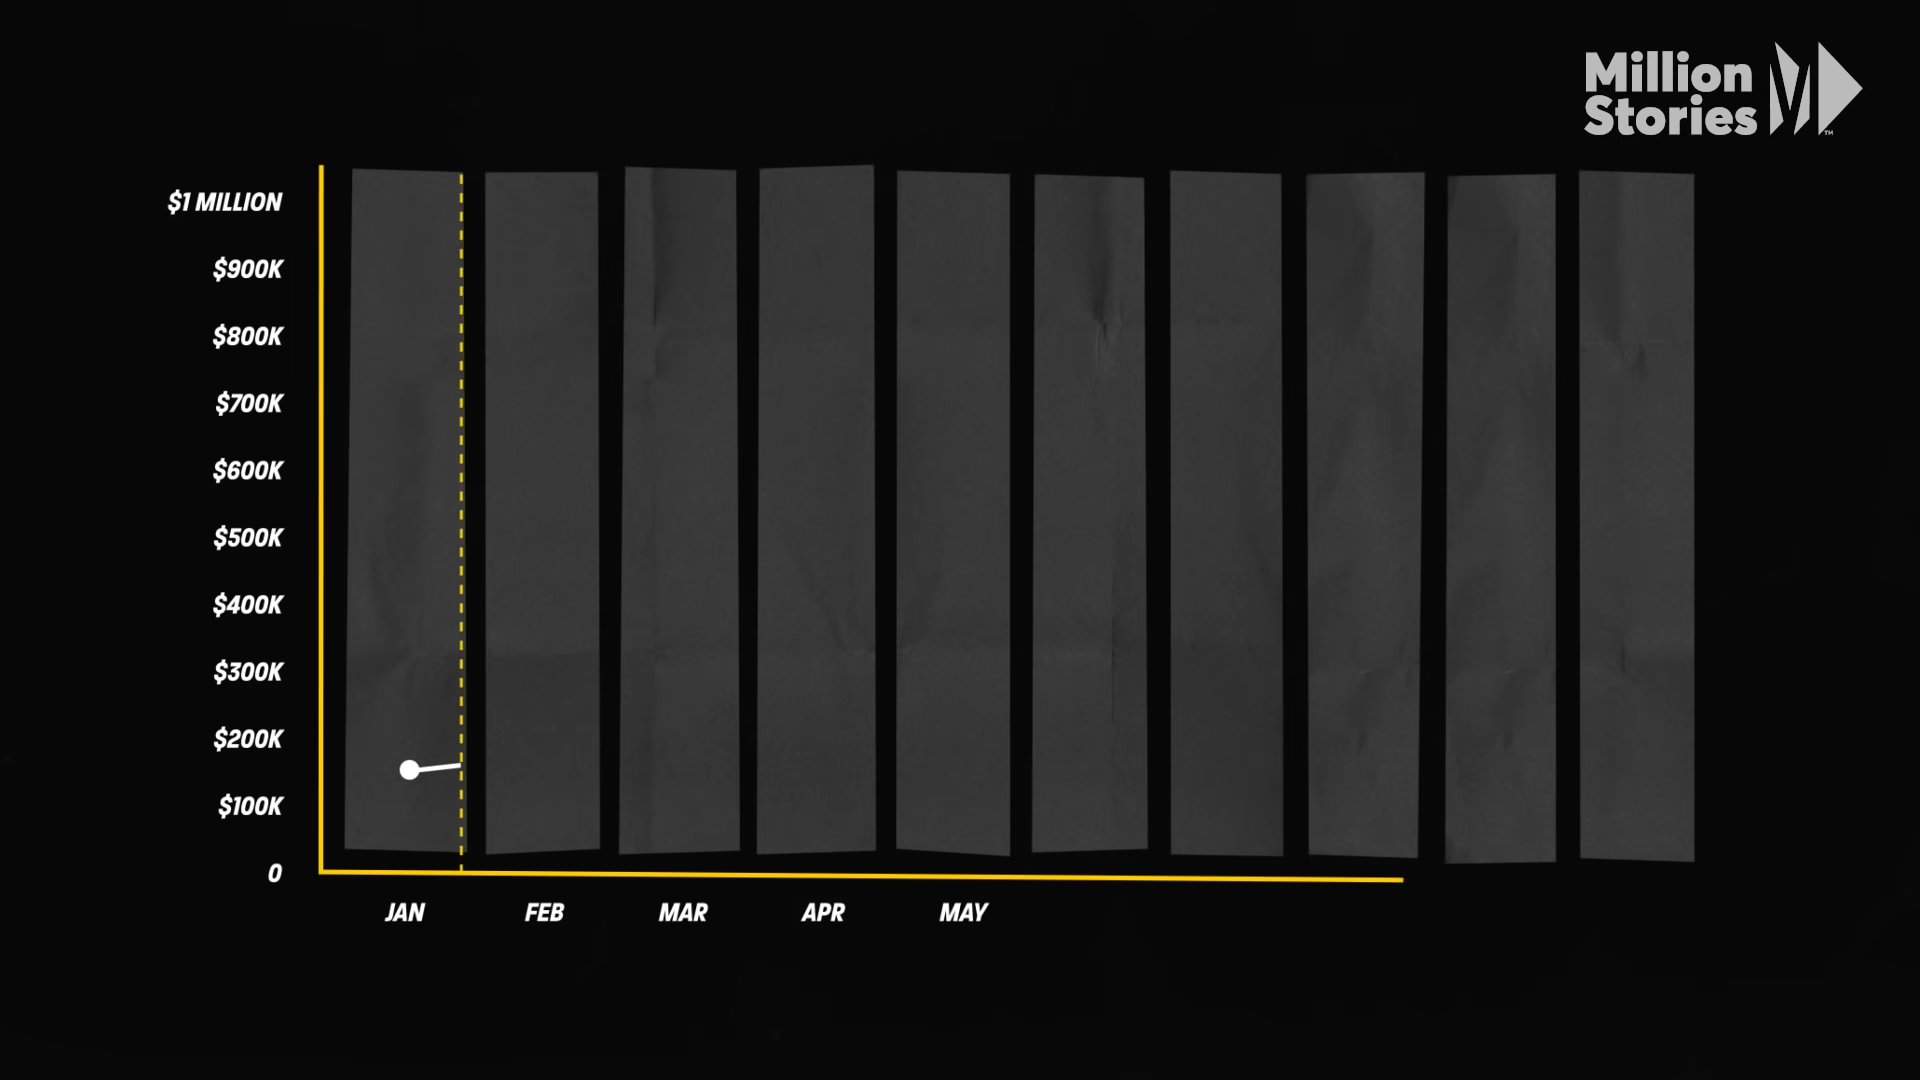 Million
Stories
TM
$1 MILLION
$900K
$800K
$700K
$600K
$500K
$400K
$300K
$200K
$100K
0
JAN FEB MAR APR MAY